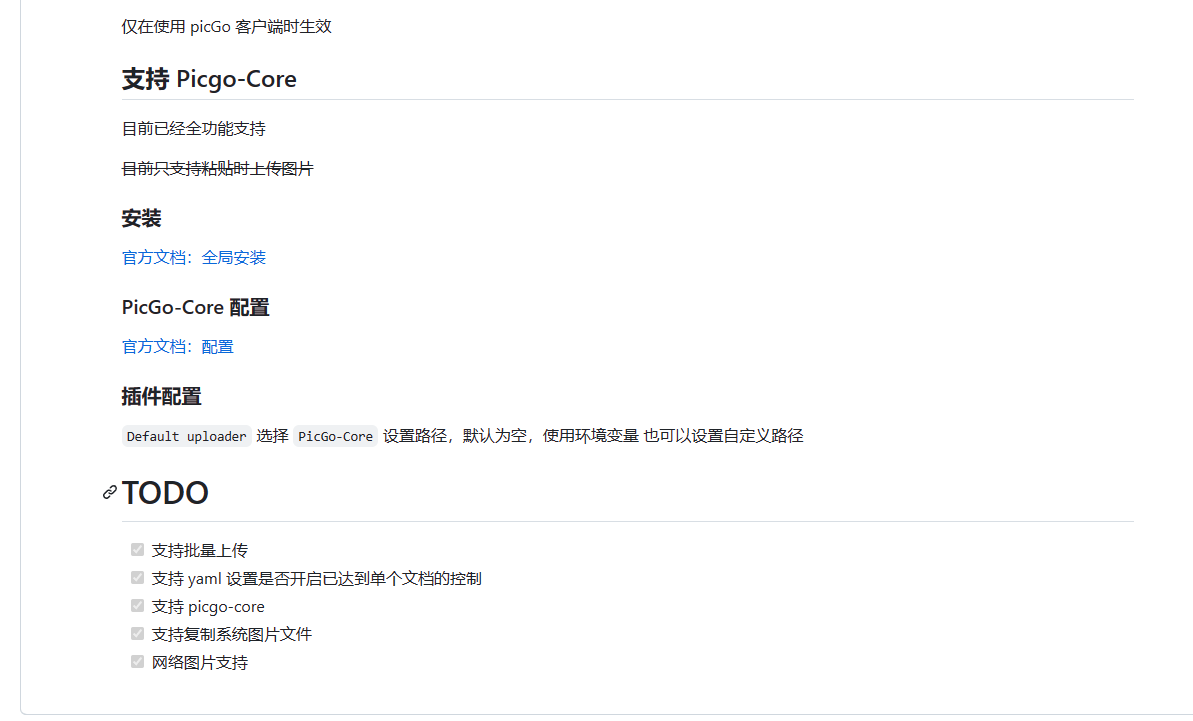 仅在使用 picGo 客户端时生效
支持 Picgo-Core
目前已经全功能支持
目前只支持粘贴时上传图片
安装
官方文档：全局安装
PicGo-Core 配置
官方文档：配置
插件配置
Default uploader 选择 PicGo-Core 设置路径，默认为空，使用环境变量 也可以设置自定义路径
TODO
支持批量上传
支持 yaml 设置是否开启已达到单个文档的控制
支持 picgo-core
支持复制系统图片文件
网络图片支持